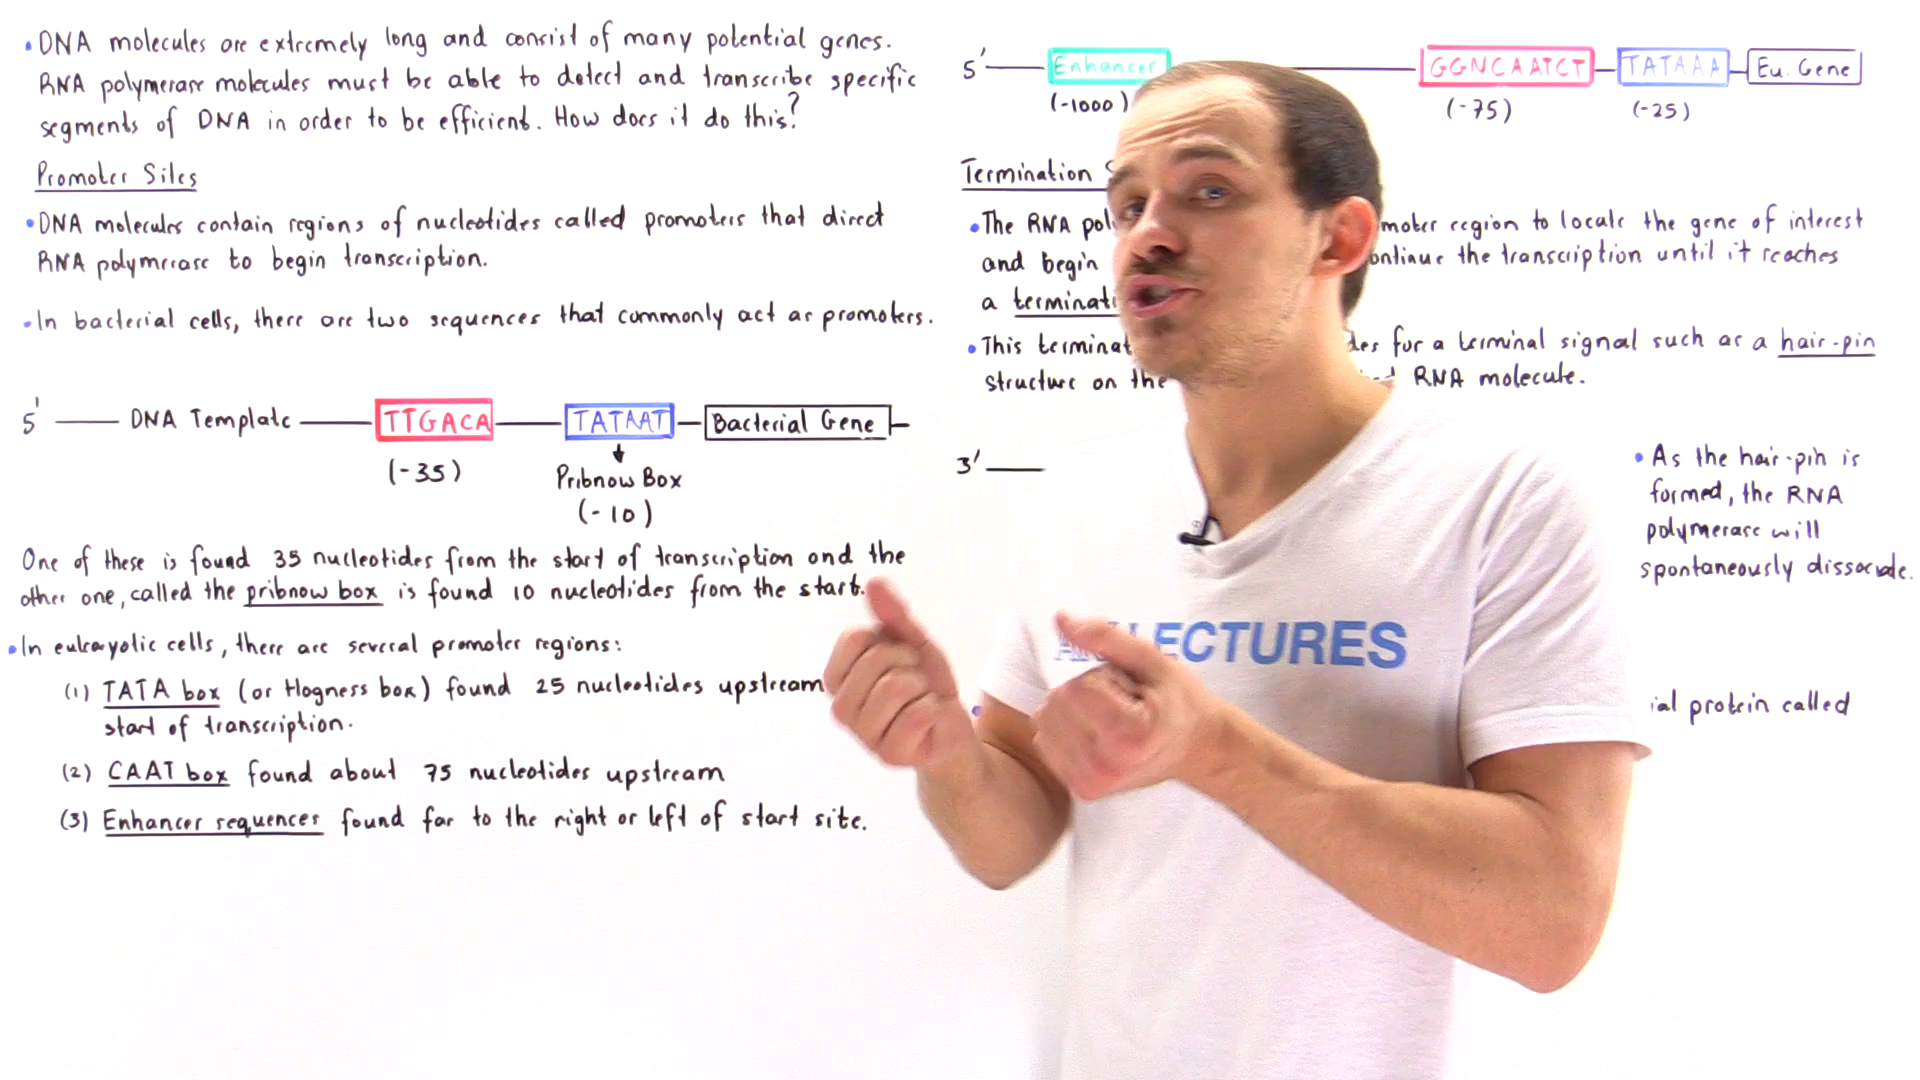 • DNA molecules are extremely long and consist of many potential genes.
RNA polymerase molecules must be able to detect and transcribe specific
segments of DNA in order to be efficient. How does it do this?
Promoter Sites
• DNA molecules contain regions of nucleotides called promoters that direct
RNA polymerase to begin transcription.
• In bacterial cells, there are two sequences that commonly act as promoters.
5' DNA Template TTGACA TATAAT Bacterial Gene
(-35) Pribnow Box
(-10)
One of these is found 35 nucleotides from the start of transcription and the
other one, called the pribnow box is found 10 nucleotides from the start.
• In eukaryotic cells, there are several promoter regions:
(1) TATA box (or Hogness box) found 25 nucleotides upstream
start of transcription.
(2) CAAT box found about 75 nucleotides upstream
(3) Enhancer sequences found far to the right or left of start site.
5' Enhancer GGNCAATCT TATAAA Eu. Gene
(-1000) (-75) (-25)
Termination
• The RNA region to locate the gene of interest
and begin the transcription until it reaches
a
• This for a terminal signal such as a hair-pin
structure on the RNA molecule.
3'
• As the hair-pin is
formed, the RNA
polymerase will
spontaneously dissociate.
protein called
LECTURES